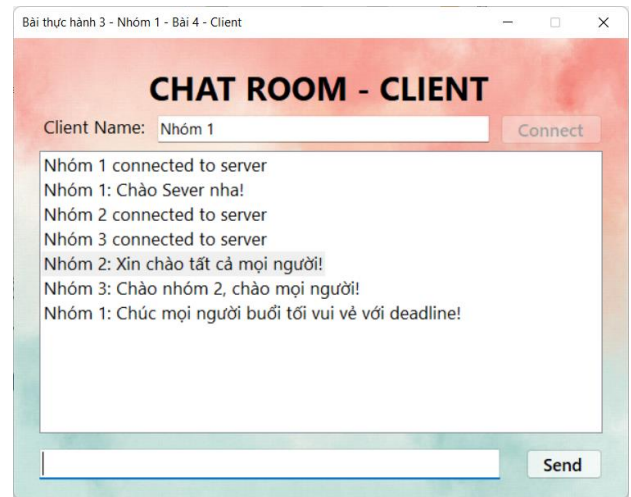 Bài thực hành 3 - Nhóm 1 - Bài 4 - Client
CHAT ROOM - CLIENT
Client Name: Nhóm 1 Connect
Nhóm 1 connected to server
Nhóm 1: Chào Sever nha!
Nhóm 2 connected to server
Nhóm 3 connected to server
Nhóm 2: Xin chào tất cả mọi người!
Nhóm 3: Chào nhóm 2, chào mọi người!
Nhóm 1: Chúc mọi người buổi tối vui vẻ với deadline!
Send